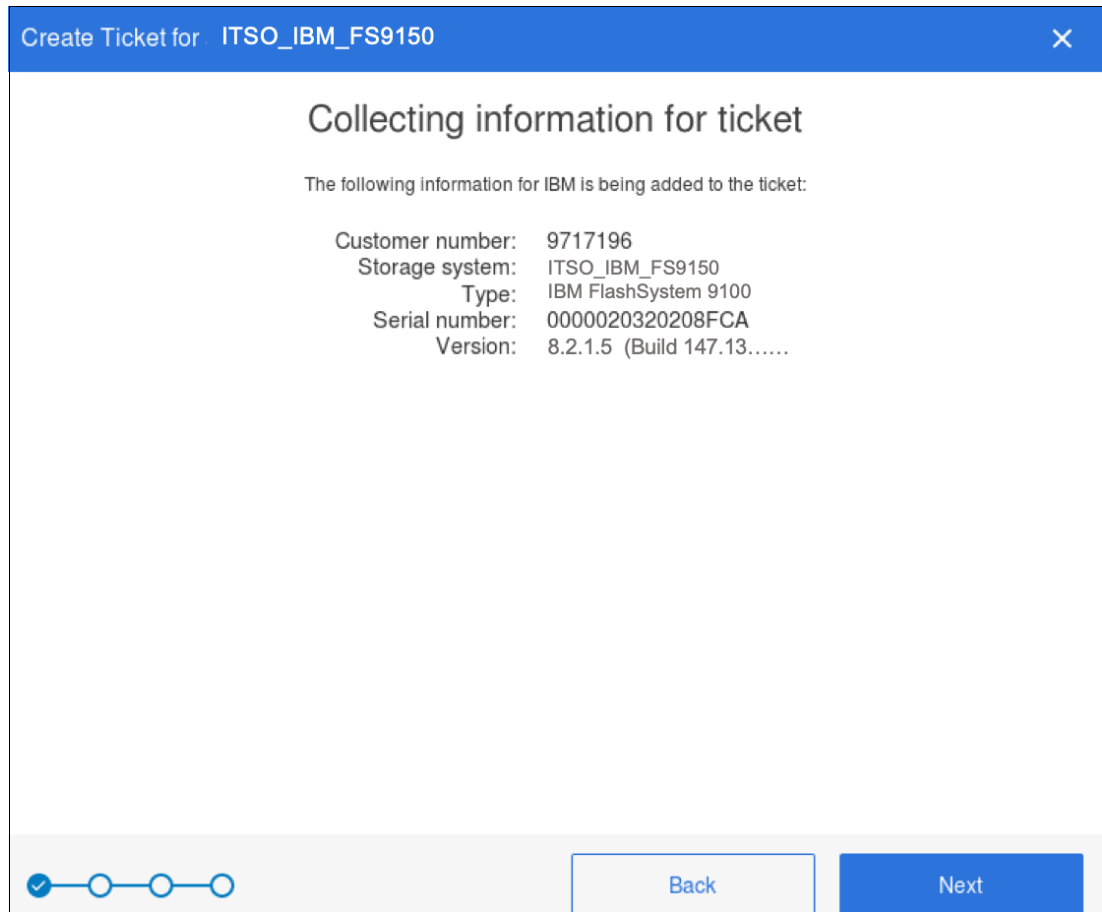 Create Ticket for ITSO_IBM_FS9150
Collecting information for ticket
The following information for IBM is being added to the ticket:
Customer number: 9717196
Storage system: ITSO_IBM_FS9150
Type: IBM FlashSystem 9100
Serial number: 0000020320208FCA
Version: 8.2.1.5 (Build 147.13......
Back Next